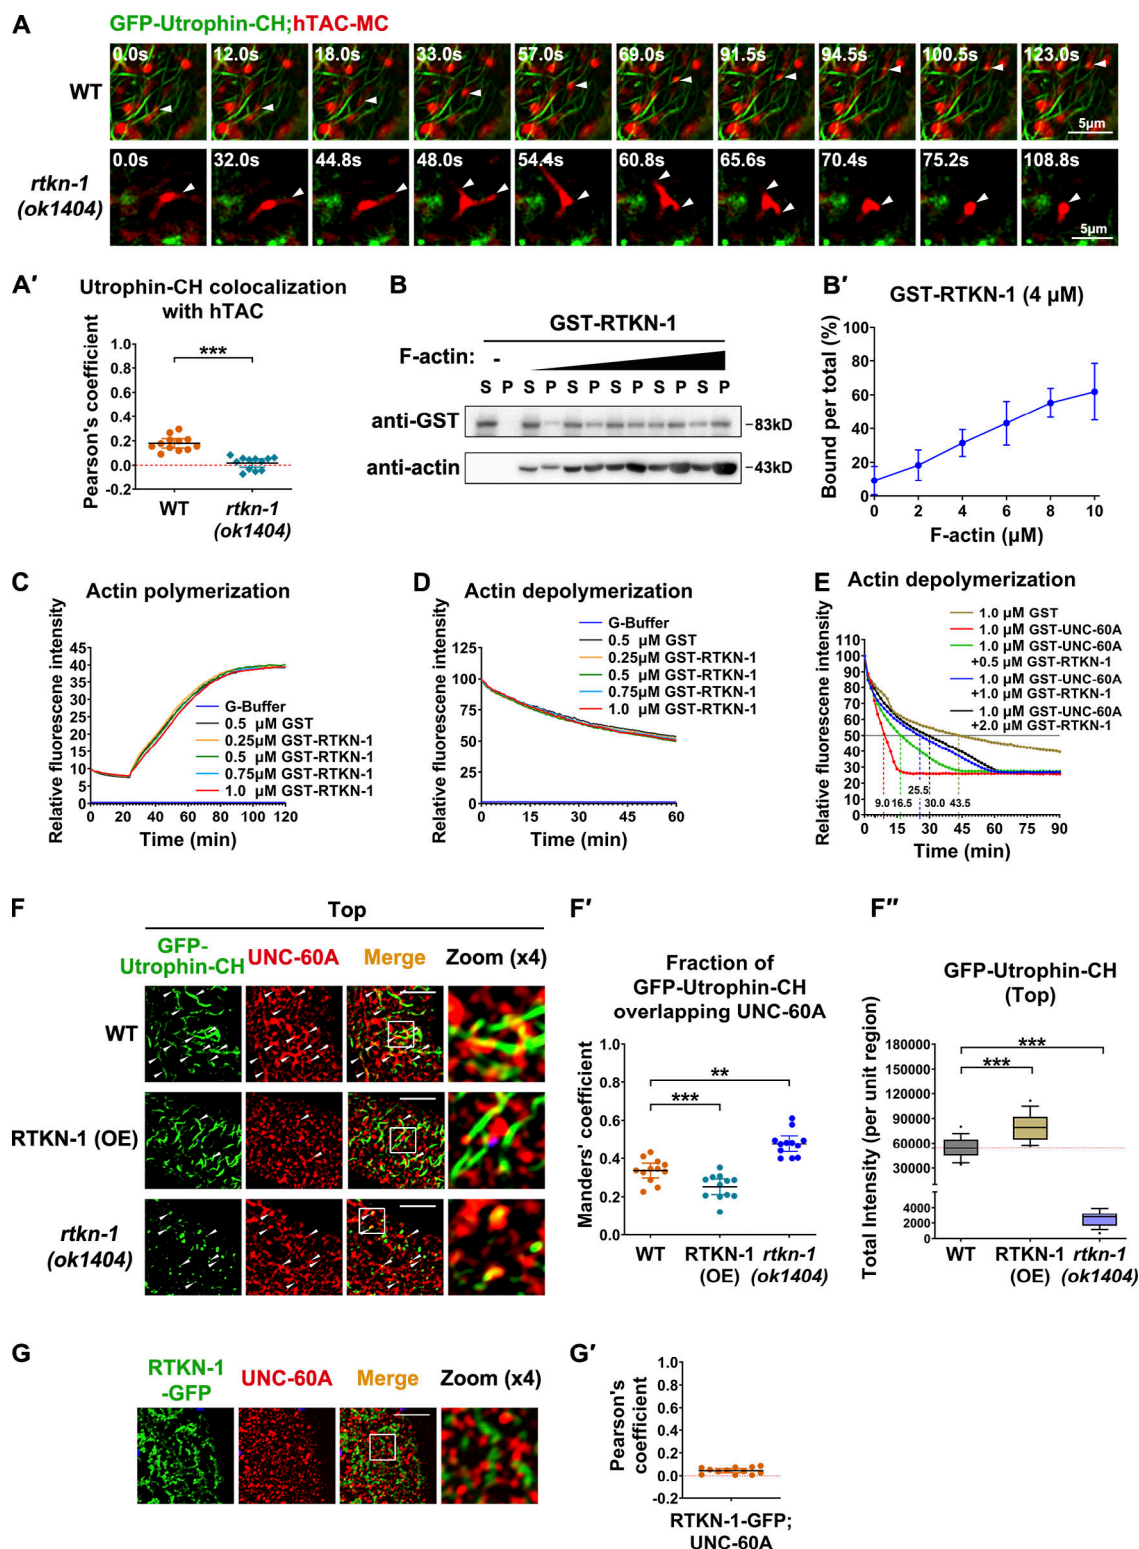 A
GFP-Utrophin-CH;hTAC-MC
WT
0.0s 12.0s 18.0s 33.0s 57.0s 69.0s 91.5s 94.5s 100.5s 123.0s
5µm
rtkn-1
(ok1404)
0.0s 32.0s 44.8s 48.0s 54.4s 60.8s 65.6s 70.4s 75.2s 108.8s
5µm
A′
Utrophin-CH colocalization
with hTAC
Pearson's coefficient
1.0
0.8
0.6
0.4
0.2
0.0
-0.2
***
WT
rtkn-1
(ok1404)
B
GST-RTKN-1
F-actin: -
S P S P S P S P S P S P
anti-GST
-83kD
anti-actin
-43kD
B′
GST-RTKN-1 (4 µM)
Bound per total (%)
100
80
60
40
20
0
0 2 4 6 8 10
F-actin (µM)
C
Actin polymerization
Relative fluorescene intensity
45
40
35
30
25
20
15
10
5
0
G-Buffer
0.5 µM GST
0.25µM GST-RTKN-1
0.5 µM GST-RTKN-1
0.75µM GST-RTKN-1
1.0 µM GST-RTKN-1
0 20 40 60 80 100 120
Time (min)
D
Actin depolymerization
Relative fluorescene intensity
125
100
75
50
25
0
G-Buffer
0.5 µM GST
0.25µM GST-RTKN-1
0.5 µM GST-RTKN-1
0.75µM GST-RTKN-1
1.0 µM GST-RTKN-1
0 15 30 45 60
Time (min)
E
Actin depolymerization
Relative fluorescene intensity
110
100
90
80
70
60
50
40
30
20
10
0
1.0 µM GST
1.0 µM GST-UNC-60A
1.0 µM GST-UNC-60A
+0.5 µM GST-RTKN-1
1.0 µM GST-UNC-60A
+1.0 µM GST-RTKN-1
1.0 µM GST-UNC-60A
+2.0 µM GST-RTKN-1
25.5
9.0 16.5 30.0 43.5
0 15 30 45 60 75 90
Time (min)
F
Top
GFP-
Utrophin-CH
UNC-60A
Merge
Zoom (x4)
WT
RTKN-1 (OE)
rtkn-1
(ok1404)
F′
Fraction of
GFP-Utrophin-CH
overlapping UNC-60A
Manders' coefficient
1.0
0.8
0.6
0.4
0.2
0.0
**
***
WT
RTKN-1
(OE)
rtkn-1
(ok1404)
F″
GFP-Utrophin-CH
(Top)
Total Intensity (per unit region)
180000
150000
120000
90000
60000
30000
4000
2000
0
***
***
WT
RTKN-1
(OE)
rtkn-1
(ok1404)
G
RTKN-1
-GFP
UNC-60A
Merge
Zoom (x4)
G′
Pearson's
coefficient
1.0
0.8
0.6
0.4
0.2
0.0
-0.2
RTKN-1-GFP;
UNC-60A